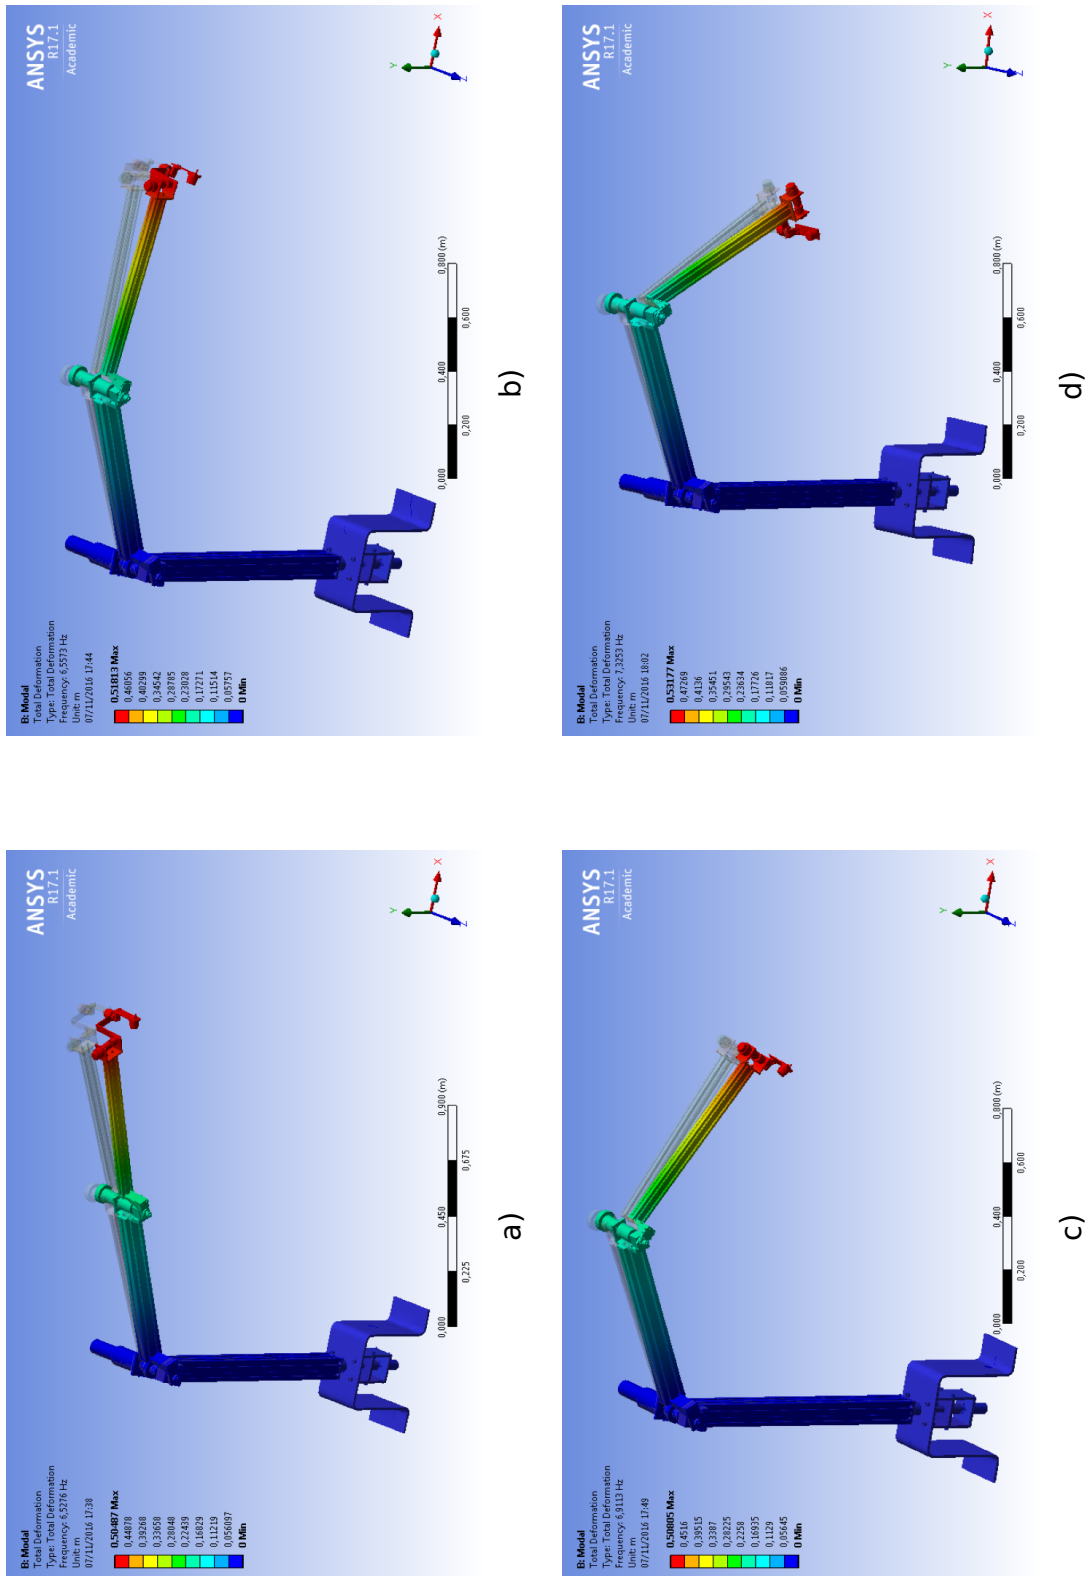 B: Modal
Total Deformation
Type: Total Deformation
Frequency: 6,5276 Hz
Unit: m
07/11/2016 17:38
0,50487 Max
0,44878
0,39268
0,33658
0,28048
0,22439
0,16829
0,11219
0,056097
0 Min
ANSYS
R17.1
Academic
Y
X
Z
0,000
0,450
0,900 (m)
0,225
0,675
a)
B: Modal
Total Deformation
Type: Total Deformation
Frequency: 6,5573 Hz
Unit: m
07/11/2016 17:44
0,51813 Max
0,46056
0,40299
0,34542
0,28785
0,23028
0,17271
0,11514
0,05757
0 Min
ANSYS
R17.1
Academic
Y
X
Z
0,000
0,400
0,800 (m)
0,200
0,600
b)
B: Modal
Total Deformation
Type: Total Deformation
Frequency: 6,9113 Hz
Unit: m
07/11/2016 17:49
0,50805 Max
0,4516
0,39515
0,3387
0,28225
0,2258
0,16935
0,1129
0,05645
0 Min
ANSYS
R17.1
Academic
Y
X
Z
0,000
0,400
0,800 (m)
0,200
0,600
c)
B: Modal
Total Deformation
Type: Total Deformation
Frequency: 7,3253 Hz
Unit: m
07/11/2016 18:02
0,53177 Max
0,47269
0,4136
0,35451
0,29543
0,23634
0,17726
0,11817
0,059086
0 Min
ANSYS
R17.1
Academic
Y
X
Z
0,000
0,400
0,800 (m)
0,200
0,600
d)